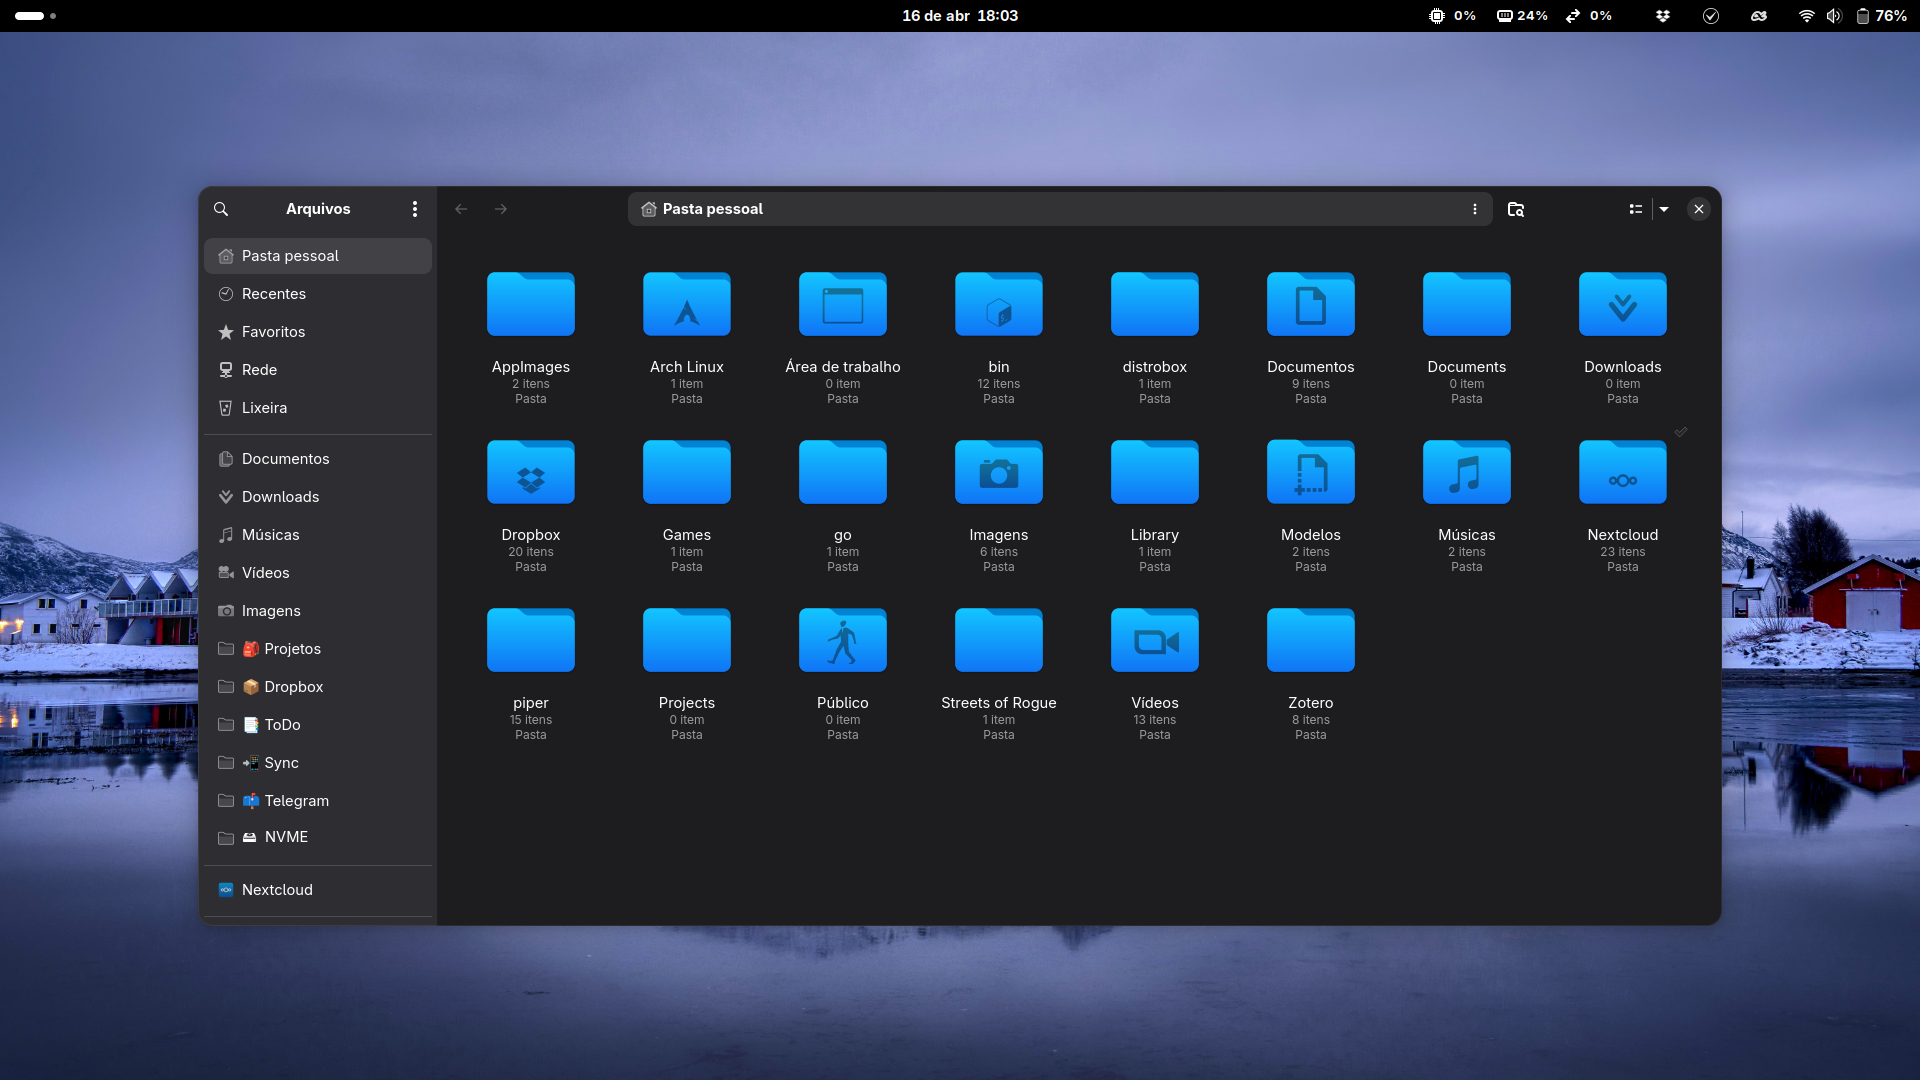 16 de abr 18:03
0%
24%
0%
76%
Arquivos
Pasta pessoal
Pasta pessoal
Recentes
Favoritos
Rede
Lixeira
Documentos
Downloads
Músicas
Vídeos
Imagens
🎒 Projetos
📦 Dropbox
📑 ToDo
📲 Sync
📫 Telegram
🖴 NVME
Nextcloud
AppImages
2 itens
Pasta
Arch Linux
1 item
Pasta
Área de trabalho
0 item
Pasta
bin
12 itens
Pasta
distrobox
1 item
Pasta
Documentos
9 itens
Pasta
Documents
0 item
Pasta
Downloads
0 item
Pasta
Dropbox
20 itens
Pasta
Games
1 item
Pasta
go
1 item
Pasta
Imagens
6 itens
Pasta
Library
1 item
Pasta
Modelos
2 itens
Pasta
Músicas
2 itens
Pasta
Nextcloud
23 itens
Pasta
piper
15 itens
Pasta
Projects
0 item
Pasta
Público
0 item
Pasta
Streets of Rogue
1 item
Pasta
Vídeos
13 itens
Pasta
Zotero
8 itens
Pasta